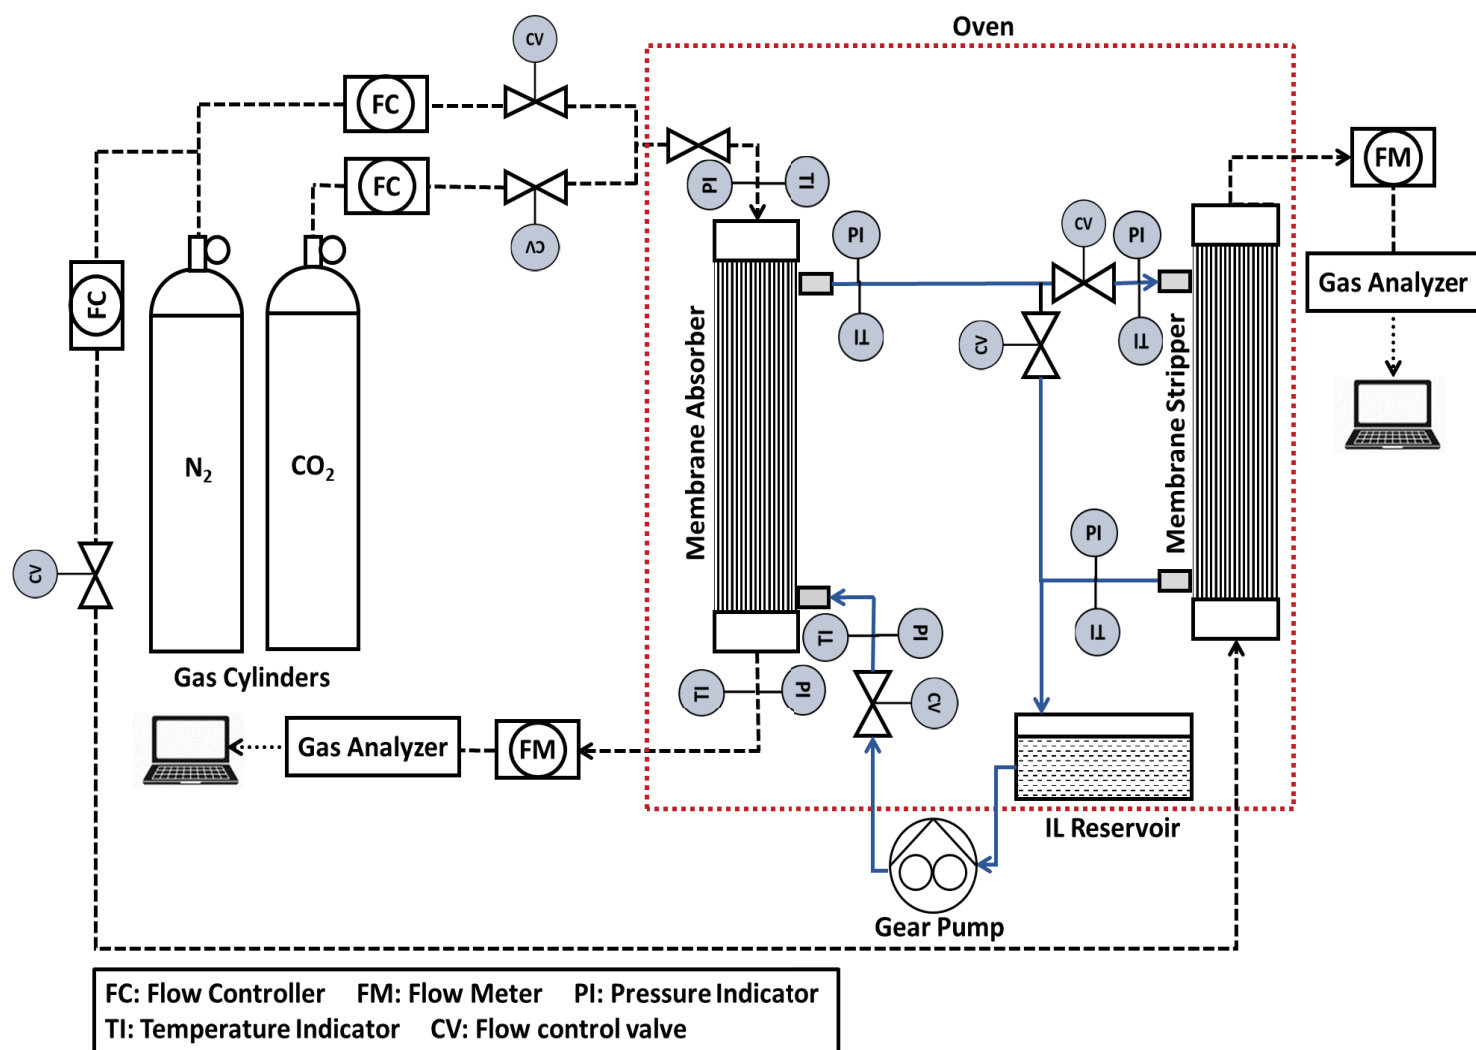 Oven
CV
FC
FC
CV
PI
TI
FM
Gas Analyzer
FC
PI
TI
CV
PI
TI
CV
Membrane Absorber
Membrane Stripper
N₂
CO₂
CV
PI
TI
TI
PI
Gas Cylinders
TI
PI
CV
Gas Analyzer
FM
IL Reservoir
Gear Pump
FC: Flow Controller FM: Flow Meter PI: Pressure Indicator
TI: Temperature Indicator CV: Flow control valve